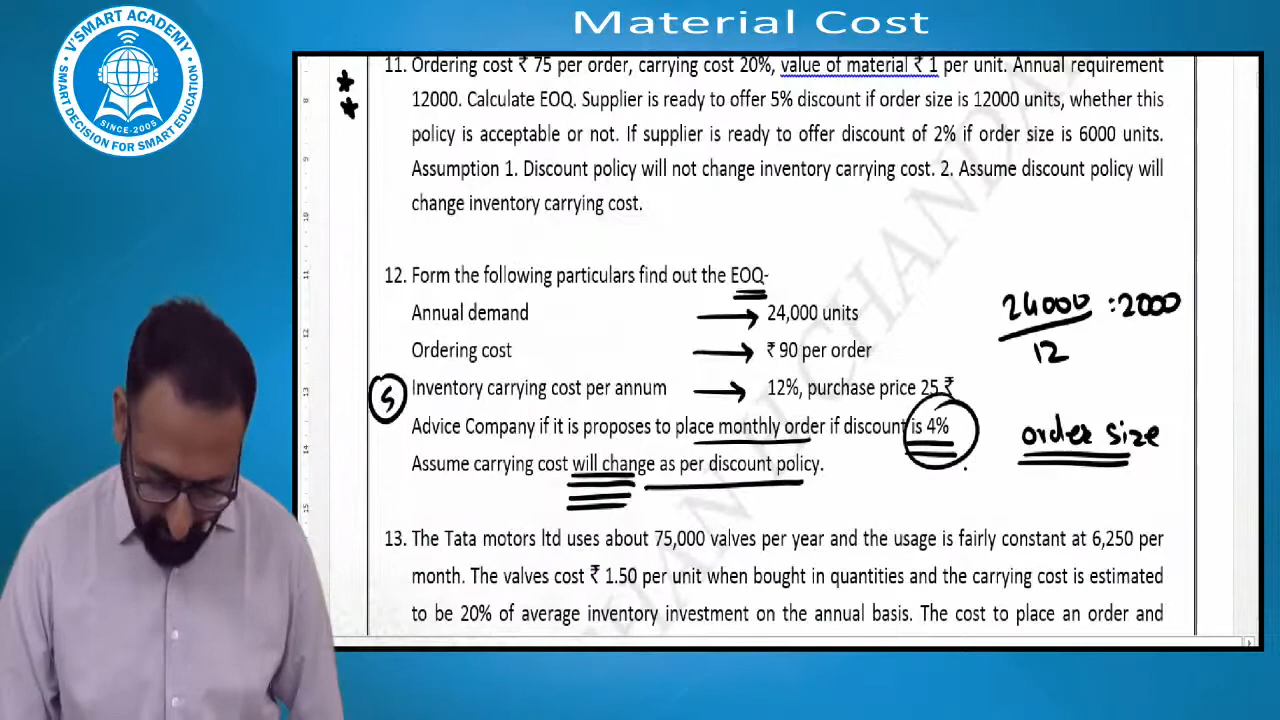 Material Cost
V'SMART ACADEMY
SINCE-2005
SMART DECISION FOR SMART EDUCATION
11. Ordering cost ₹ 75 per order, carrying cost 20%, value of material ₹ 1 per unit. Annual requirement
12000. Calculate EOQ. Supplier is ready to offer 5% discount if order size is 12000 units, whether this
policy is acceptable or not. If supplier is ready to offer discount of 2% if order size is 6000 units.
Assumption 1. Discount policy will not change inventory carrying cost. 2. Assume discount policy will
change inventory carrying cost.
12. Form the following particulars find out the EOQ-
Annual demand → 24,000 units
Ordering cost → ₹ 90 per order
24000 : 2000
12
Inventory carrying cost per annum → 12%, purchase price 25 ₹
Advice Company if it is proposes to place monthly order if discount is 4%
order size
Assume carrying cost will change as per discount policy.
13. The Tata motors ltd uses about 75,000 valves per year and the usage is fairly constant at 6,250 per
month. The valves cost ₹ 1.50 per unit when bought in quantities and the carrying cost is estimated
to be 20% of average inventory investment on the annual basis. The cost to place an order and